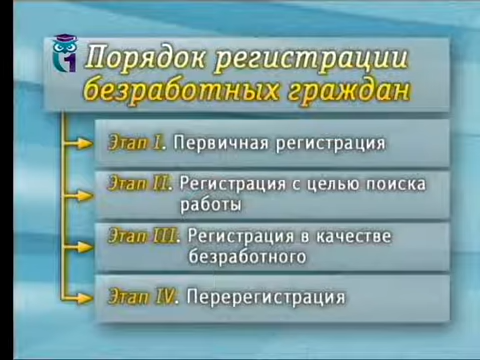 1
Порядок регистрации
безработных граждан
Этап I. Первичная регистрация
Этап II. Регистрация с целью поиска
работы
Этап III. Регистрация в качестве
безработного
Этап IV. Перерегистрация